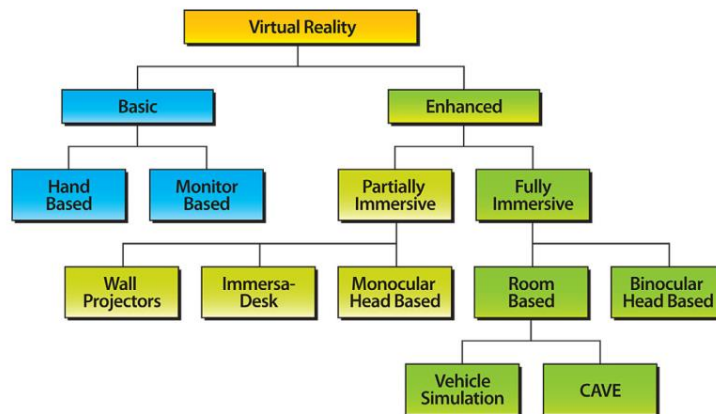 Virtual Reality
Basic
Enhanced
Hand
Based
Monitor
Based
Partially
Immersive
Fully
Immersive
Wall
Projectors
Immersa-
Desk
Monocular
Head Based
Room
Based
Binocular
Head Based
Vehicle
Simulation
CAVE